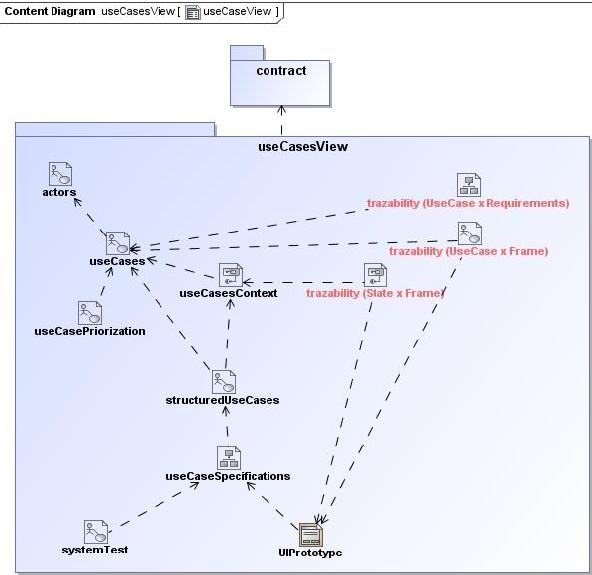 Content Diagram useCasesView [ useCaseView ]
contract
useCasesView
actors
trazability (UseCase x Requirements)
useCases
trazability (UseCase x Frame)
useCasesContext
trazability (State x Frame)
useCasePriorization
structuredUseCases
useCaseSpecifications
systemTest
UIPrototype